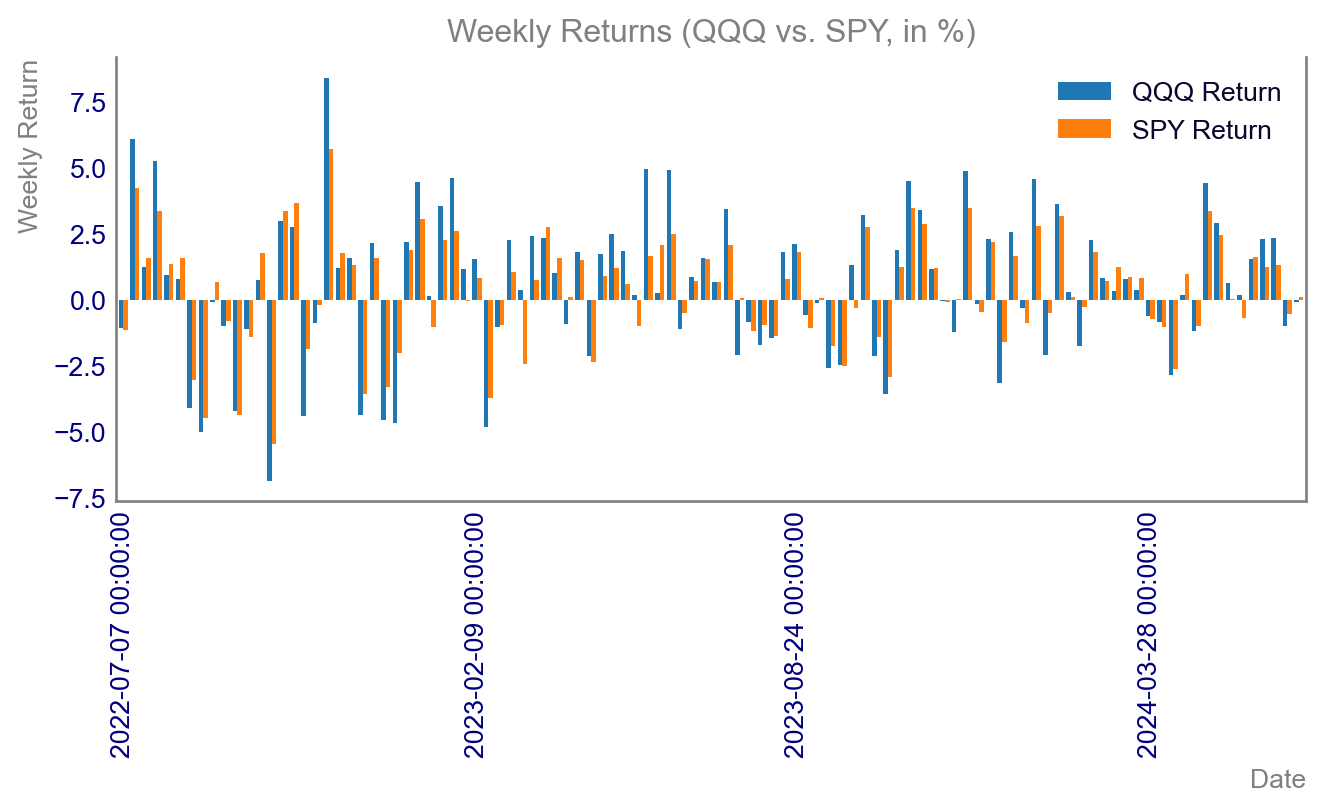 Weekly Returns (QQQ vs. SPY, in %)
Weekly Return
7.5
5.0
2.5
0.0
−2.5
−5.0
−7.5
QQQ Return
SPY Return
2022-07-07 00:00:00
2023-02-09 00:00:00
2023-08-24 00:00:00
2024-03-28 00:00:00
Date